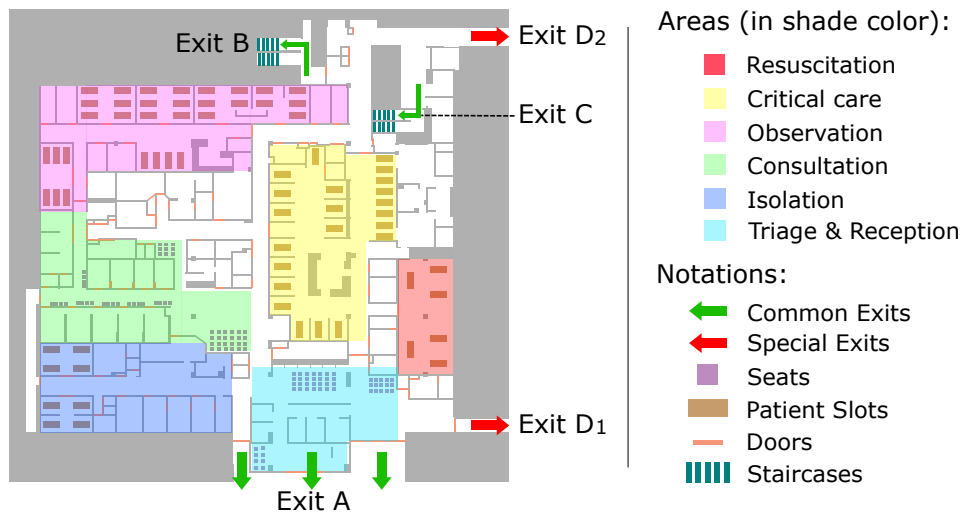 Exit B
Exit D2
Exit C
Exit D1
Exit A
Areas (in shade color):
Resuscitation
Critical care
Observation
Consultation
Isolation
Triage & Reception
Notations:
Common Exits
Special Exits
Seats
Patient Slots
Doors
Staircases